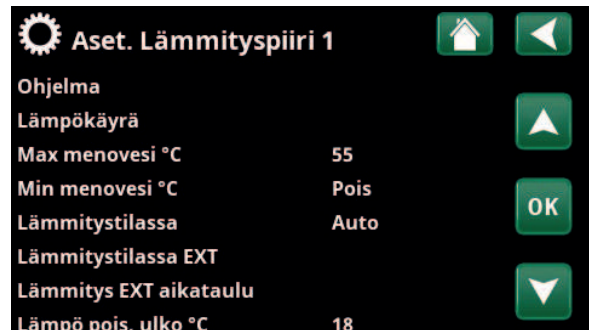 Aset. Lämmityspiiri 1
Ohjelma
Lämpökäyrä
Max menovesi °C 55
Min menovesi °C Pois
Lämmitystilassa Auto
OK
Lämmitystilassa EXT
Lämmitys EXT aikataulu
Lämpö pois, ulko °C 18